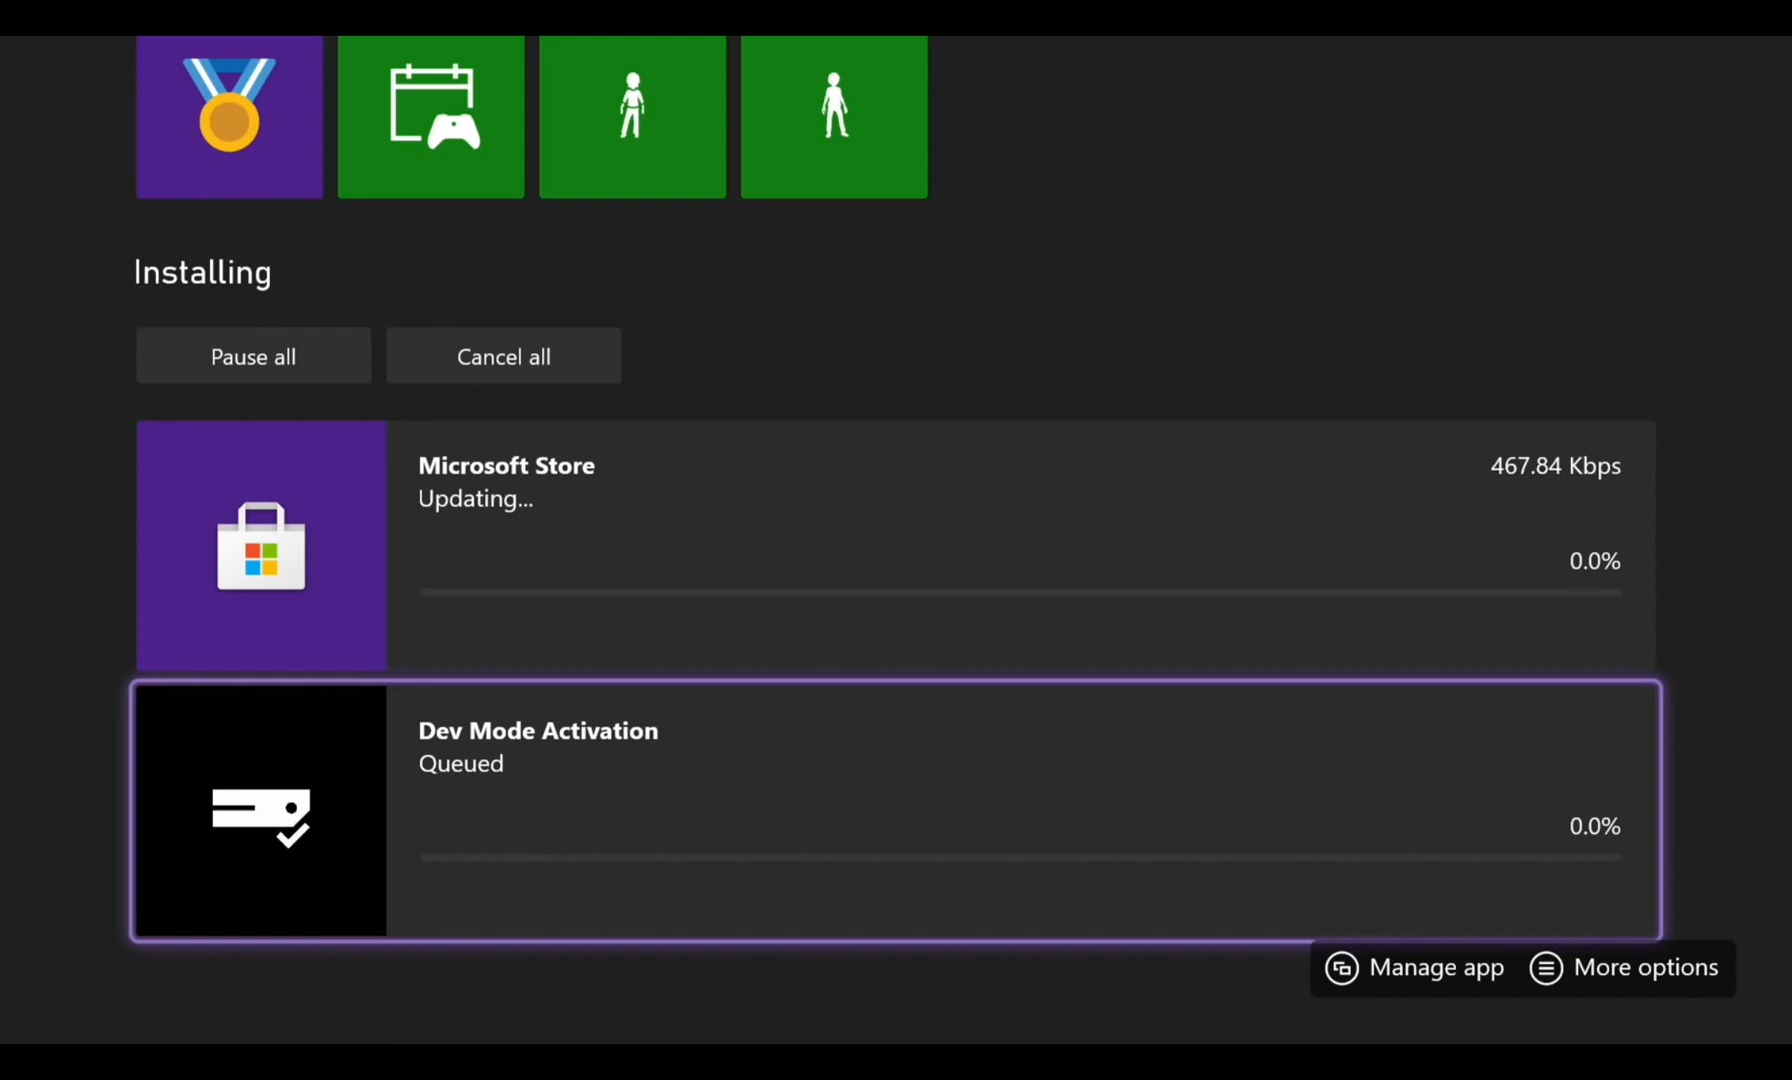 Installing
Pause all
Cancel all
Microsoft Store
467.84 Kbps
Updating...
0.0%
Dev Mode Activation
Queued
0.0%
Manage app
More options